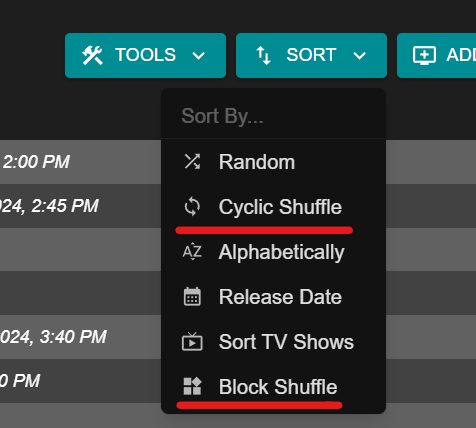 TOOLS SORT ADD
Sort By...
Random
2:00 PM
Cyclic Shuffle
024, 2:45 PM
Alphabetically
Release Date
Sort TV Shows
2024, 3:40 PM
Block Shuffle
0 PM